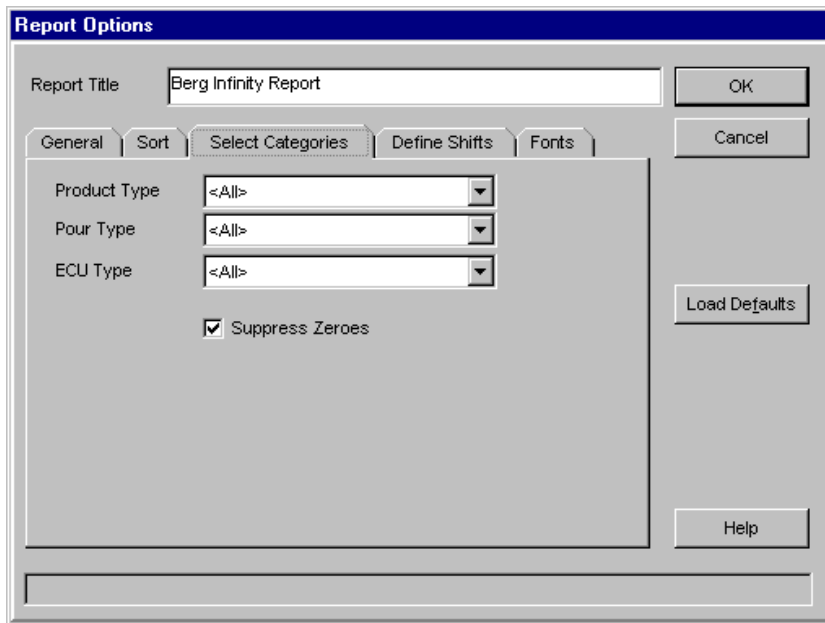 Report Options
Report Title Berg Infinity Report OK
General Sort Select Categories Define Shifts Fonts Cancel
Product Type <All>
Pour Type <All>
ECU Type <All>
Load Defaults
Suppress Zeroes
Help